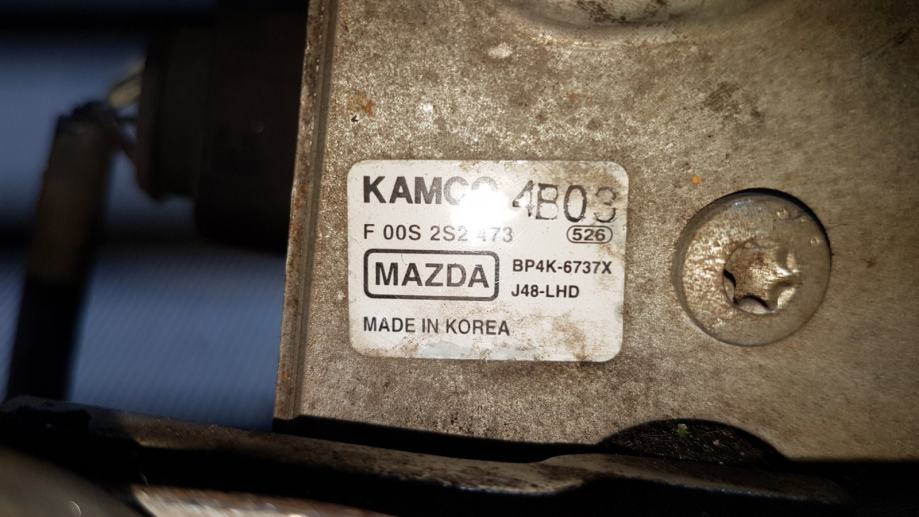 KAMCO 4B03
F 00S 2S2 473 526
MAZDA BP4K-6737X
J48-LHD
MADE IN KOREA